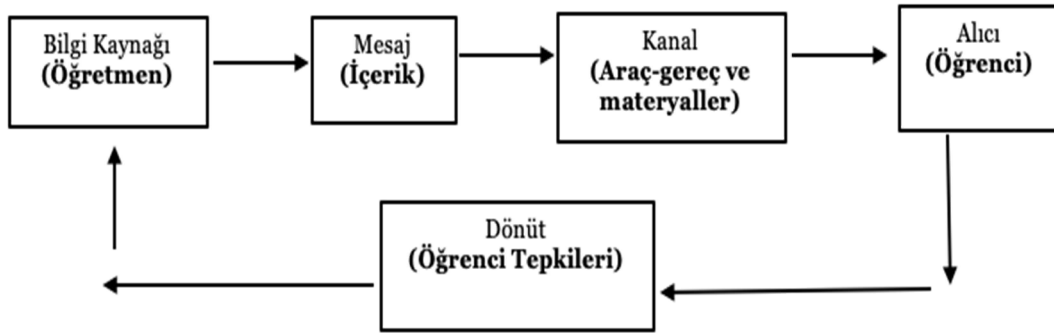 Bilgi Kaynağı
(Öğretmen)
Mesaj
(İçerik)
Kanal
(Araç-gereç ve
materyaller)
Alıcı
(Öğrenci)
Dönüt
(Öğrenci Tepkileri)